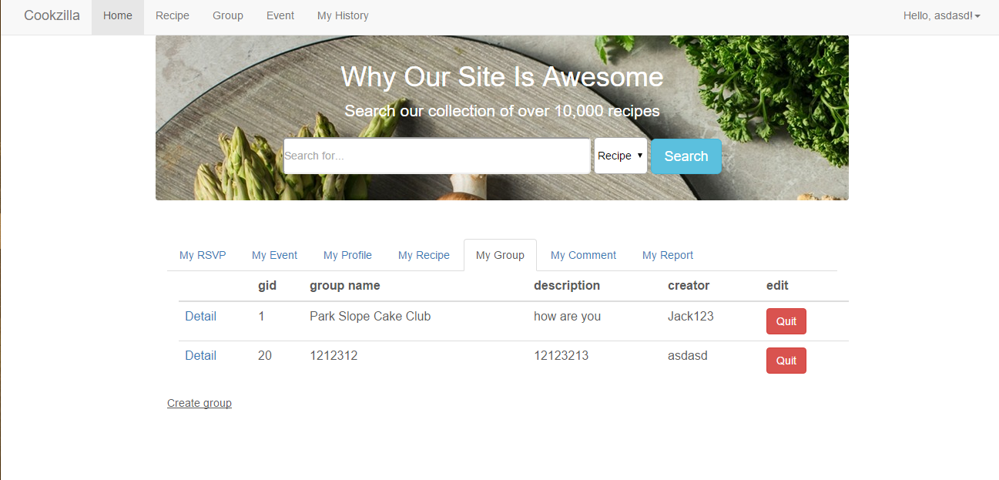 Cookzilla Home Recipe Group Event My History Hello, asdasd!
Why Our Site Is Awesome
Search our collection of over 10,000 recipes
Search for... Recipe Search
My RSVP My Event My Profile My Recipe My Group My Comment My Report
gid group name description creator edit
Detail 1 Park Slope Cake Club how are you Jack123 Quit
Detail 20 1212312 12123213 asdasd Quit
Create group